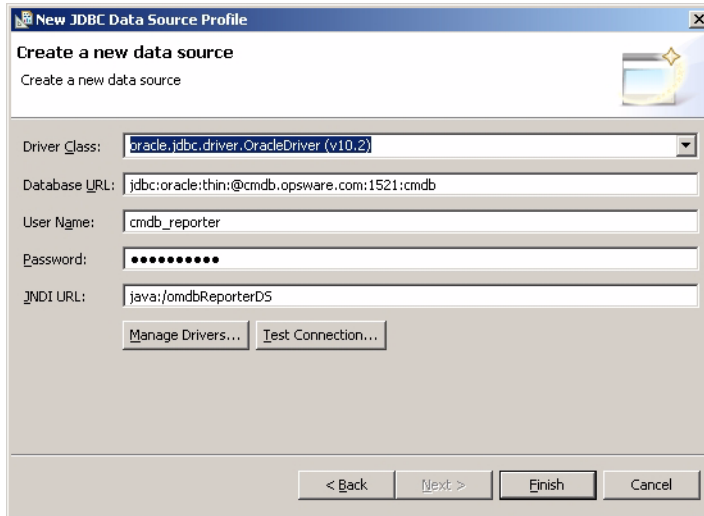 New JDBC Data Source Profile
Create a new data source
Create a new data source
Driver Class: oracle.jdbc.driver.OracleDriver (v10.2)
Database URL: jdbc:oracle:thin:@cmdb.opsware.com:1521:cmdb
User Name: cmdb_reporter
Password: ●●●●●●●●●●
JNDI URL: java:/omdbReporterDS
Manage Drivers... Test Connection...
< Back Next > Finish Cancel